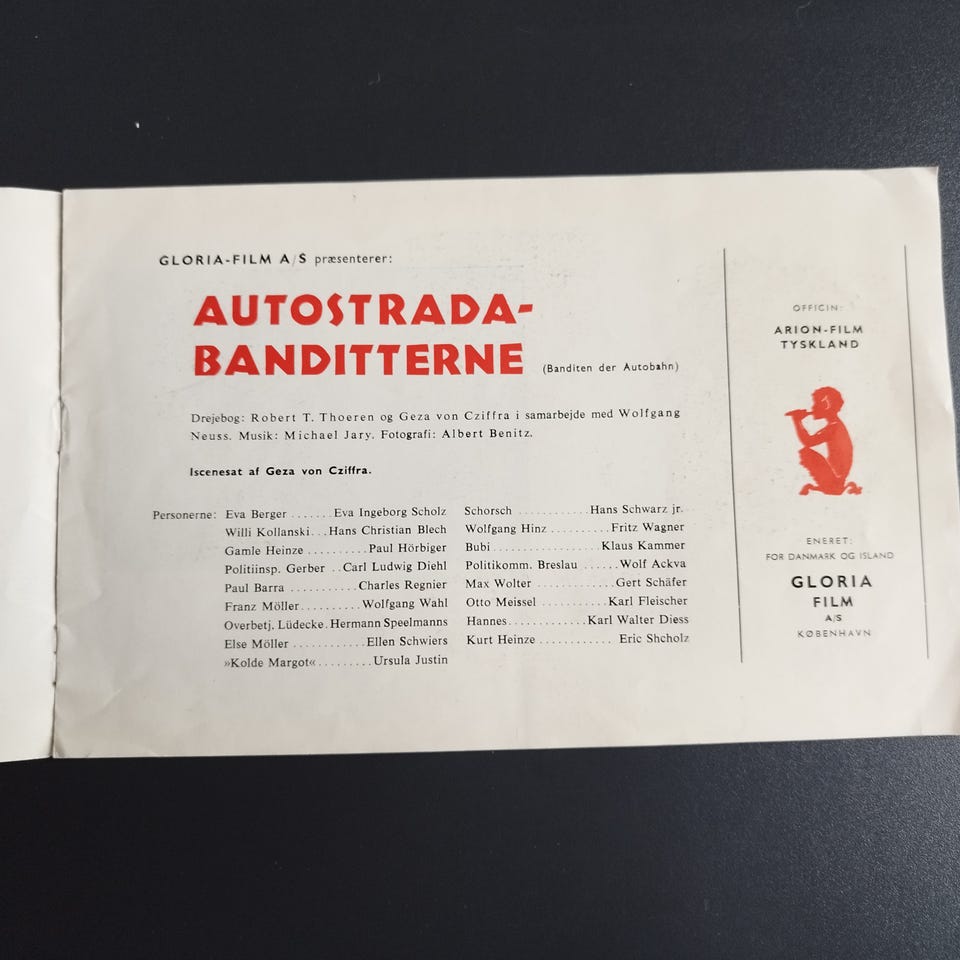 GLORIA-FILM A/S præsenterer:
AUTOSTRADA-
BANDITTERNE (Banditen der Autobahn)
Drejebog: Robert T. Thoeren og Geza von Cziffra i samarbejde med Wolfgang
Neuss. Musik: Michael Jary. Fotografi: Albert Benitz.
Iscenesat af Geza von Cziffra.
Personerne: Eva Berger ....... Eva Ingeborg Scholz
Willi Kollanski... Hans Christian Blech
Gamle Heinze .......... Paul Hörbiger
Politiinsp. Gerber .. Carl Ludwig Diehl
Paul Barra ........... Charles Regnier
Franz Möller.......... Wolfgang Wahl
Overbetj. Lüdecke. Hermann Speelmanns
Else Möller ............ Ellen Schwiers
»Kolde Margot«......... Ursula Justin
Schorsch ............ Hans Schwarz jr.
Wolfgang Hinz .......... Fritz Wagner
Bubi.................. Klaus Kammer
Politikomm. Breslau ...... Wolf Ackva
Max Wolter ............. Gert Schäfer
Otto Meissel .......... Karl Fleischer
Hannes............. Karl Walter Diess
Kurt Heinze ............ Eric Shcholz
OFFICIN:
ARION-FILM
TYSKLAND
ENERET:
FOR DANMARK OG ISLAND
GLORIA
FILM
A/S
KØBENHAVN